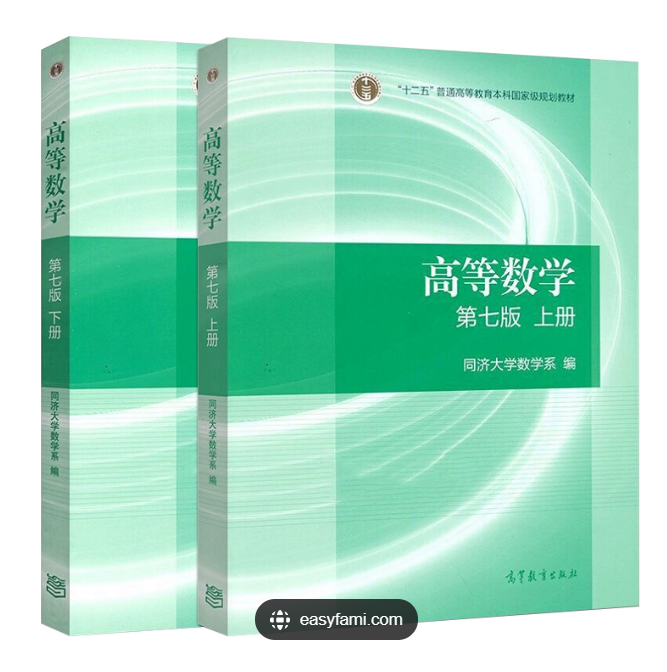 高等数学
第七版 下册
同济大学数学系 编
高等数学
第七版 上册
同济大学数学系 编
十二五
“十二五”普通高等教育本科国家级规划教材
高等数学
第七版 上册
同济大学数学系 编
高等教育出版社
easyfami.com